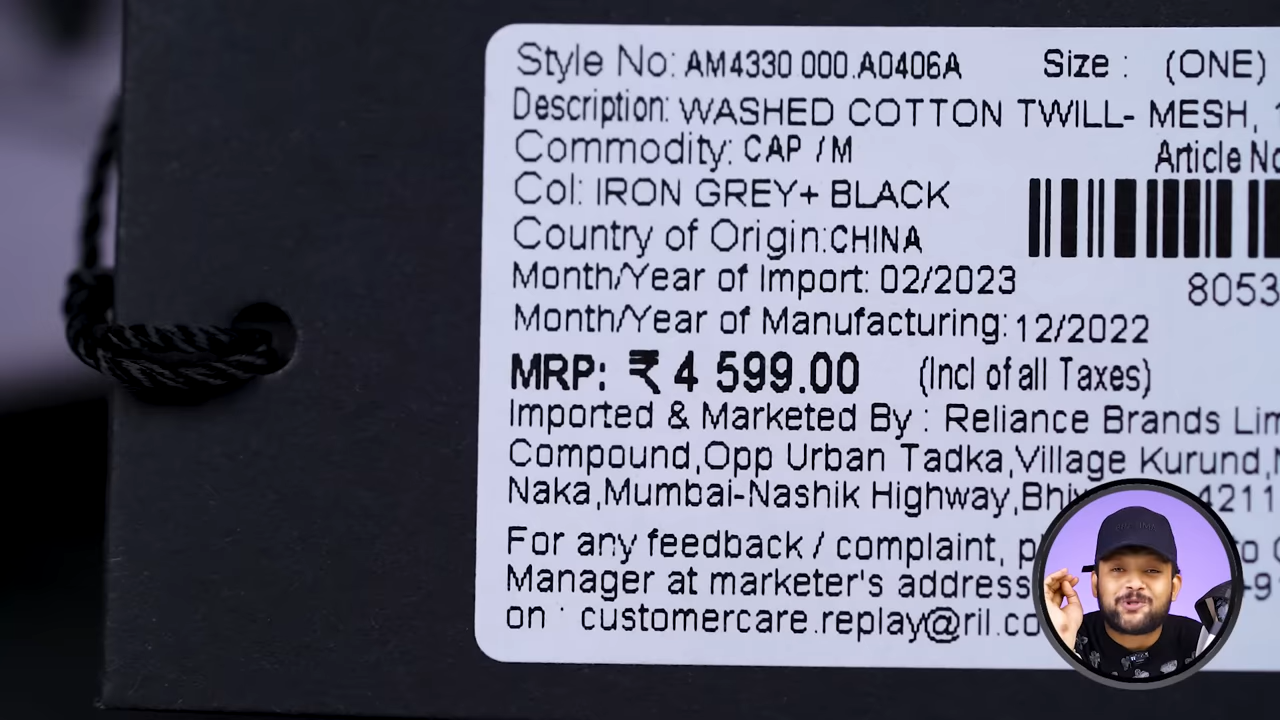 Style No: AM4330 000.A0406A Size : (ONE)
Description: WASHED COTTON TWILL- MESH,
Commodity: CAP / M
Article No
Col: IRON GREY+ BLACK
Country of Origin:CHINA
Month/Year of Import: 02/2023
8053
Month/Year of Manufacturing: 12/2022
MRP: ₹ 4 599.00 (Incl of all Taxes)
Imported & Marketed By : Reliance Brands Lim
Compound,Opp Urban Tadka,Village Kurund,
Naka,Mumbai-Nashik Highway, 4211
For any feedback / complaint, to
Manager at marketer's address -9
on : customercare.replay@ril.co